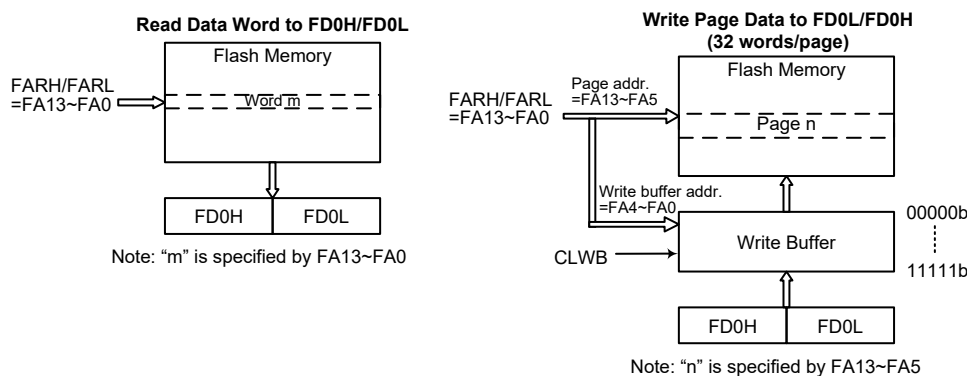 Read Data Word to FD0H/FD0L
Flash Memory
FARH/FARL
=FA13~FA0
Word m
FD0H
FD0L
Note: “m” is specified by FA13~FA0
Write Page Data to FD0L/FD0H
(32 words/page)
Flash Memory
FARH/FARL
=FA13~FA0
Page addr.
=FA13~FA5
Page n
Write buffer addr.
=FA4~FA0
Write Buffer
00000b
11111b
CLWB
FD0H
FD0L
Note: “n” is specified by FA13~FA5